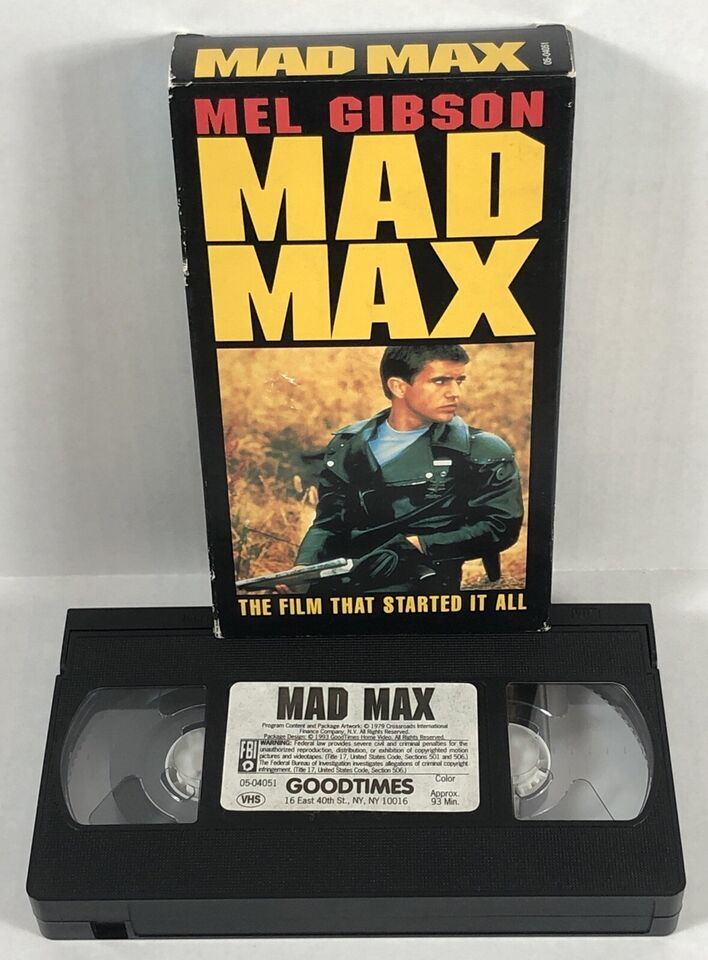 MAD MAX
05-04051
MEL GIBSON
MAD
MAX
THE FILM THAT STARTED IT ALL
MAD MAX
Program Content and Package Artwork: © 1979 Crossroads International
Finance Company, N.V. All Rights Reserved.
Package Design: © 1993 GoodTimes Home Video. All Rights Reserved.
FBI
WARNING: Federal law provides severe civil and criminal penalties for the
unauthorized reproduction, distribution, or exhibition of copyrighted motion
pictures and videotapes. (Title 17, United States Code, Sections 501 and 506.)
The Federal Bureau of Investigation investigates allegations of criminal copyright
infringement. (Title 17, United States Code, Section 506.)
05-04051
GOODTIMES
Color
VHS
16 East 40th St., NY, NY 10016
Approx.
93 Min.